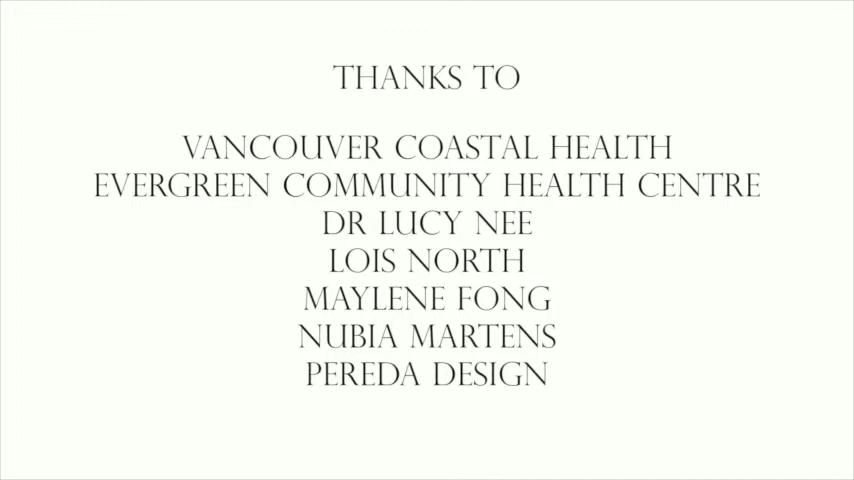 THANKS TO
VANCOUVER COASTAL HEALTH
EVERGREEN COMMUNITY HEALTH CENTRE
DR LUCY NEE
LOIS NORTH
MAYLENE FONG
NUBIA MARTENS
PEREDA DESIGN